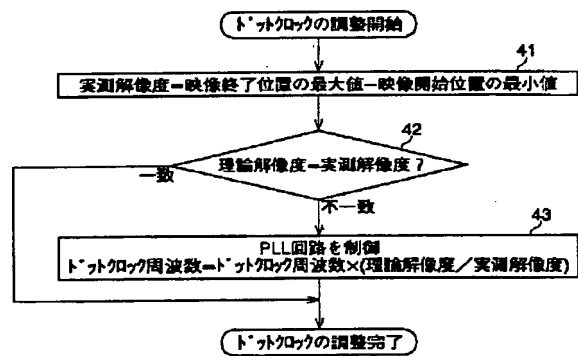 ﾄﾞｯﾄｸﾛｯｸの調整開始
41
実測解像度=映像終了位置の最大値-映像開始位置の最小値
42
理論解像度=実測解像度?
一致
不一致
43
PLL回路を制御
ﾄﾞｯﾄｸﾛｯｸ周波数=ﾄﾞｯﾄｸﾛｯｸ周波数×(理論解像度/実測解像度)
ﾄﾞｯﾄｸﾛｯｸの調整完了